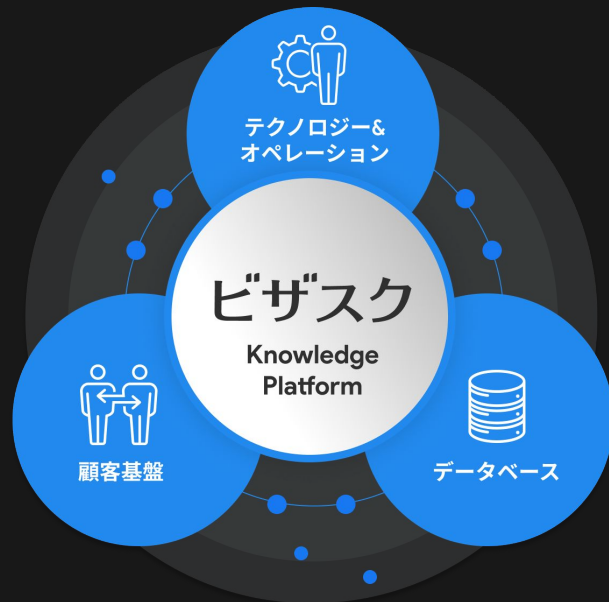 テクノロジー&
オペレーション
ビザスク
Knowledge
Platform
顧客基盤
データベース